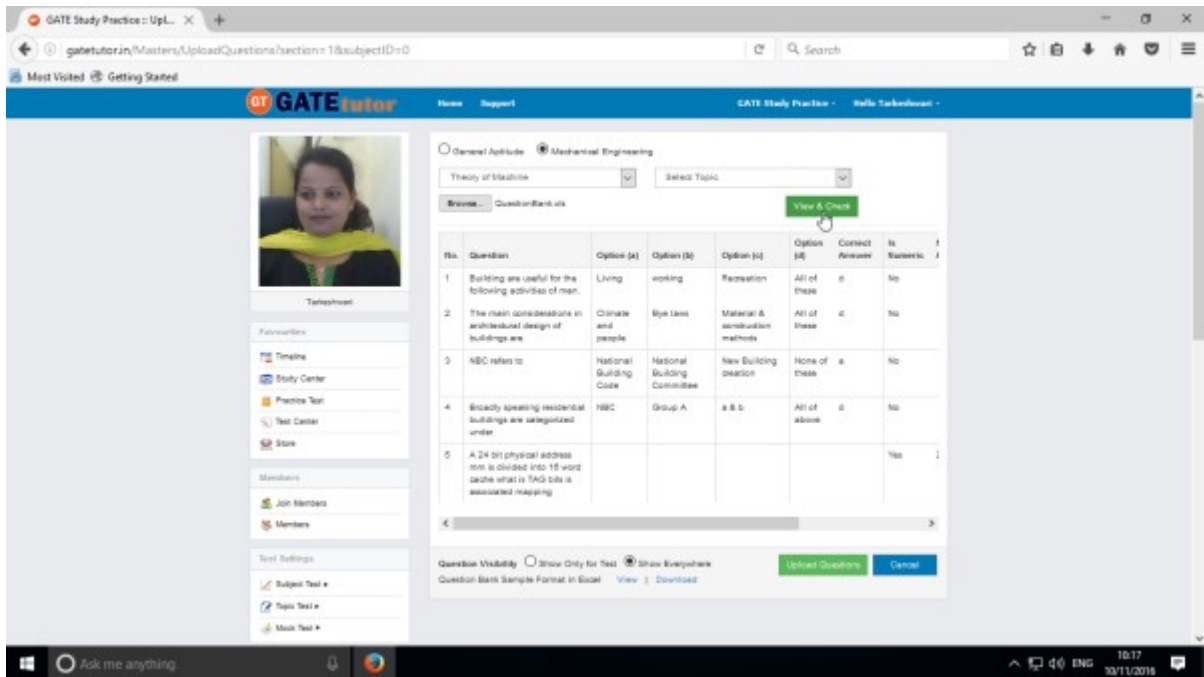 GATE Study Practice :: Upl...
gatetutor.in/Masters/UploadQuestions?section=1&subjectID=0
Search
Most Visited Getting Started
GT GATEtutor Home Support GATE Study Practice Hello Tarkeshwari
General Aptitude Mechanical Engineering
Theory of Machine Select Topic
Browse... QuestionBank.xls View & Check
No. Question Option (a) Option (b) Option (c) Option (d) Correct Answer Is Numeric
1 Building are useful for the following activities of men. Living working Recreation All of these d No
2 The main considerations in architectural design of buildings are Climate and people Bye laws Material & construction methods All of these d No
3 NBC refers to National Building Code National Building Committee New Building creation None of these a No
4 Broadly speaking residential buildings are categorized under NBC Group A a & b All of above d No
5 A 24 bit physical address mm is divided into 16 word cache what is TAG bits is associated mapping Yes
Question Visibility Show Only for Test Show Everywhere Upload Questions Cancel
Question Bank Sample Format in Excel View | Download
Tarkeshwari
Favourities
Timeline
Study Center
Practice Test
Test Center
Store
Members
Join Members
Members
Test Settings
Subject Test
Topic Test
Mock Test
Ask me anything
ENG
10:17
10/11/2016